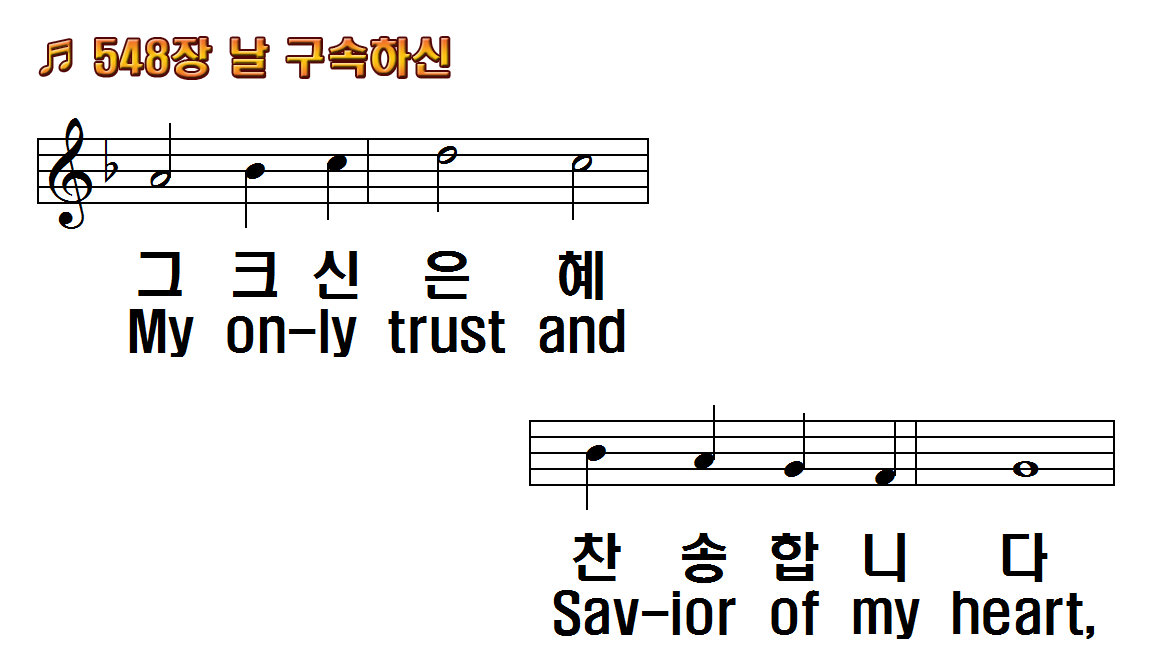 ♬ 548장 날 구속하신
그 크 신 은 혜
My on-ly trust and
찬 송 합 니 다
Sav-ior of my heart,